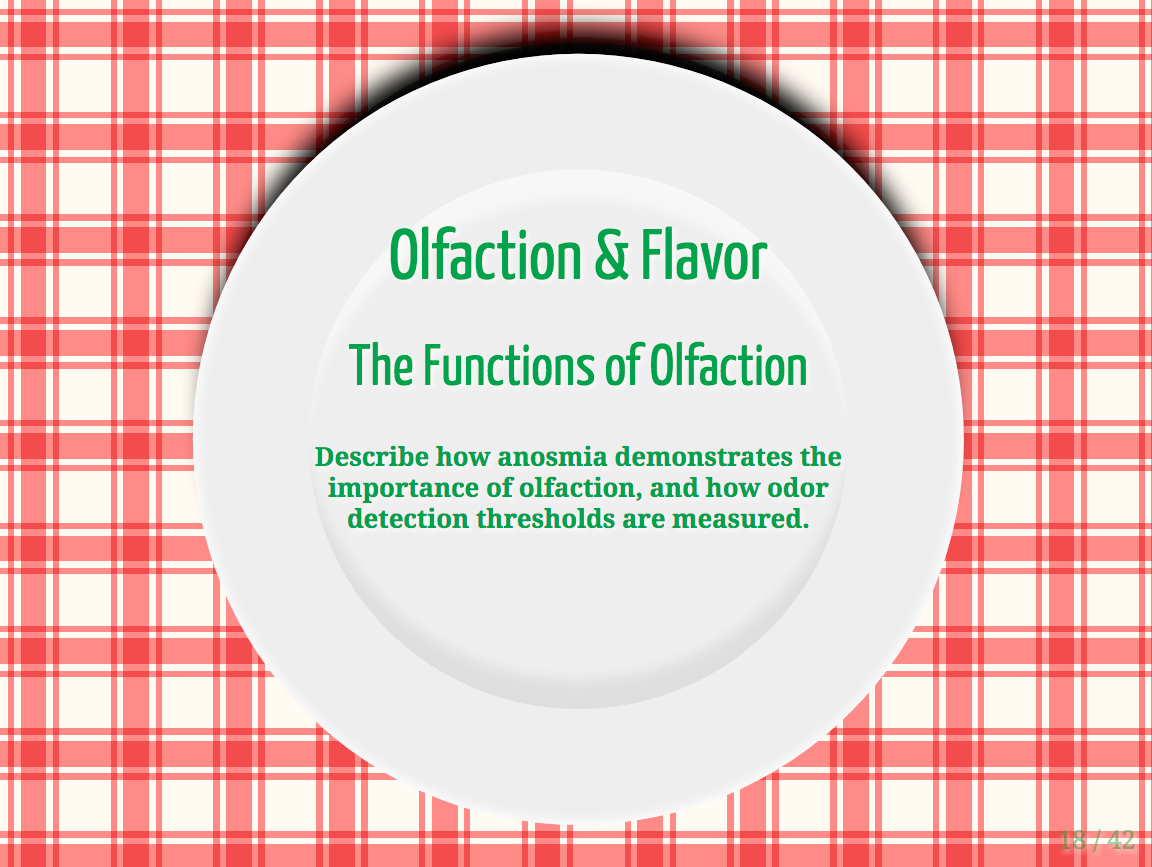 Olfaction & Flavor
The Functions of Olfaction
Describe how anosmia demonstrates the
importance of olfaction, and how odor
detection thresholds are measured.
18 / 42